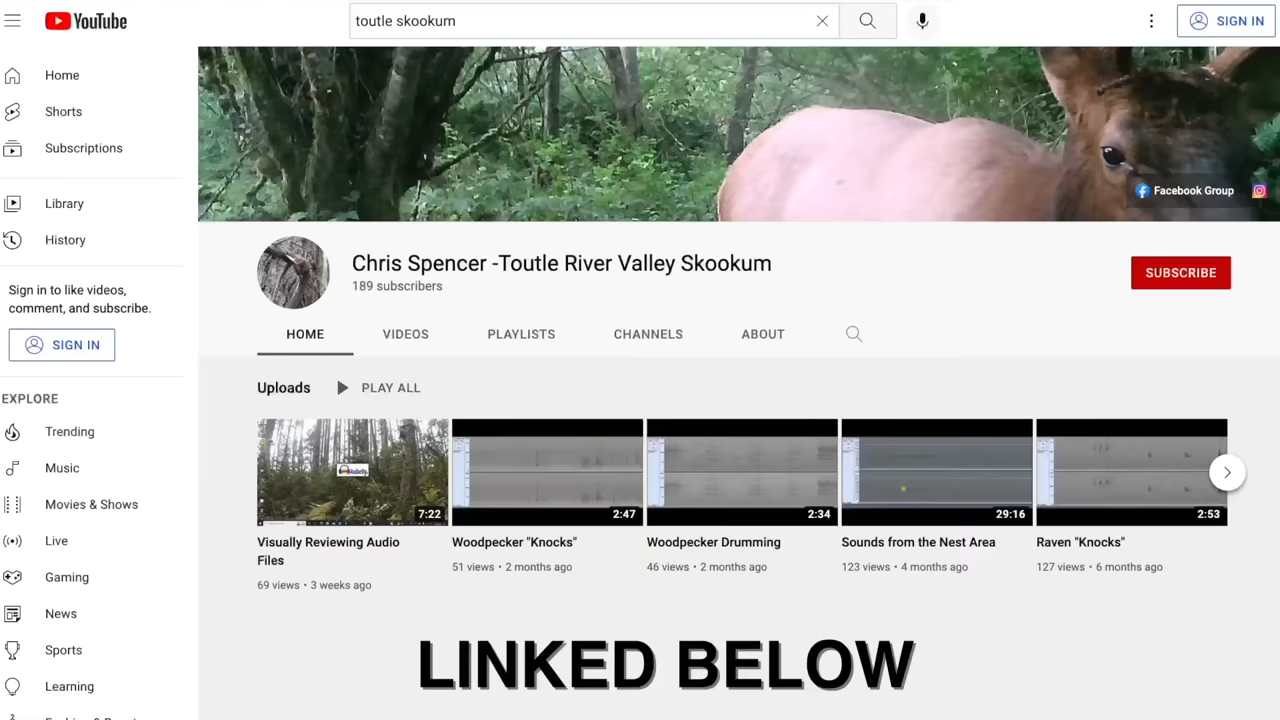 YouTube
toutle skookum
SIGN IN
Home
Shorts
Subscriptions
Library
History
Sign in to like videos,
comment, and subscribe.
SIGN IN
EXPLORE
Trending
Music
Movies & Shows
Live
Gaming
News
Sports
Learning
Facebook Group
Chris Spencer -Toutle River Valley Skookum
189 subscribers
SUBSCRIBE
HOME VIDEOS PLAYLISTS CHANNELS ABOUT
Uploads PLAY ALL
7:22 2:47 2:34 29:16 2:53
Visually Reviewing Audio
Files
69 views • 3 weeks ago
Woodpecker "Knocks"
51 views • 2 months ago
Woodpecker Drumming
46 views • 2 months ago
Sounds from the Nest Area
123 views • 4 months ago
Raven "Knocks"
127 views • 6 months ago
LINKED BELOW